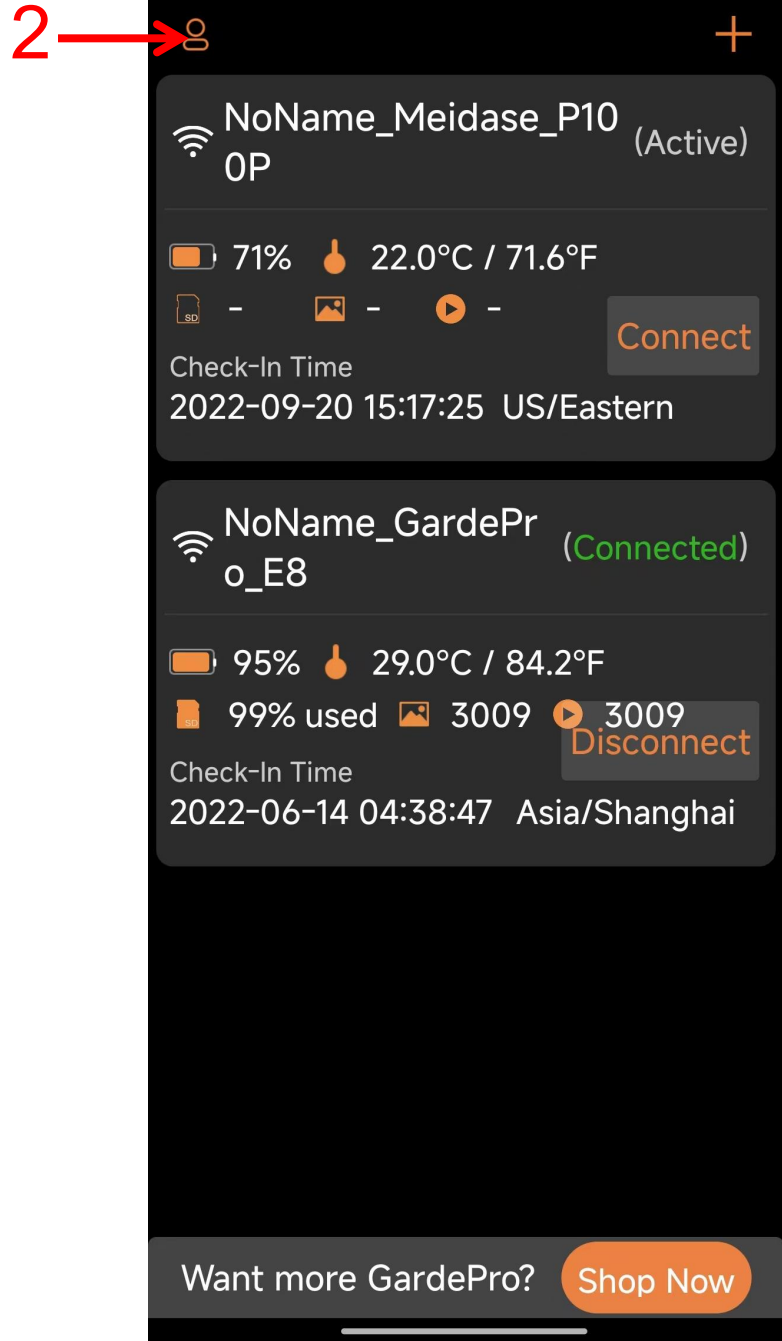 2
NoName_Meidase_P10
0P
(Active)
71% 22.0°C / 71.6°F
SD - - -
Connect
Check-In Time
2022-09-20 15:17:25 US/Eastern
NoName_GardePr
o_E8
(Connected)
95% 29.0°C / 84.2°F
SD 99% used 3009 3009
Disconnect
Check-In Time
2022-06-14 04:38:47 Asia/Shanghai
Want more GardePro? Shop Now